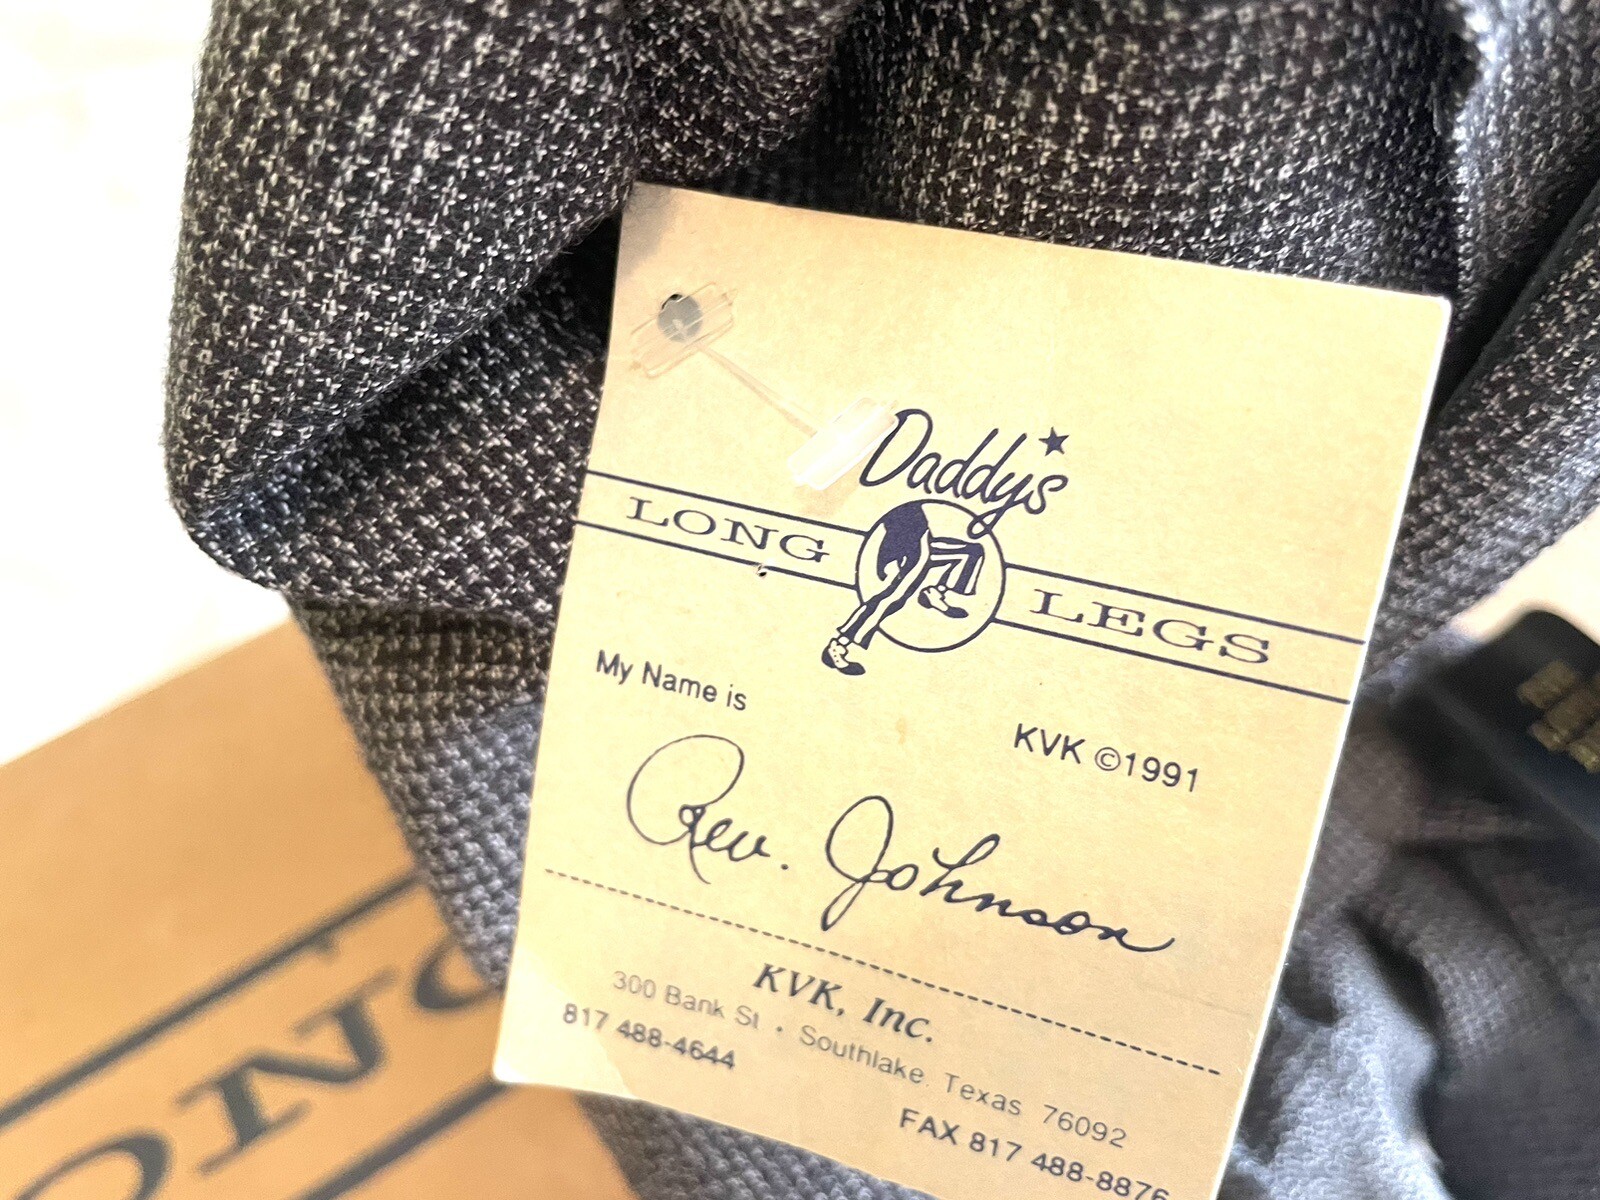 Daddy's
LONG LEGS
My Name is
KVK ©1991
Rev. Johnson
KVK, Inc.
300 Bank St • Southlake, Texas 76092
817 488-4644
FAX 817 488-8876
ONG